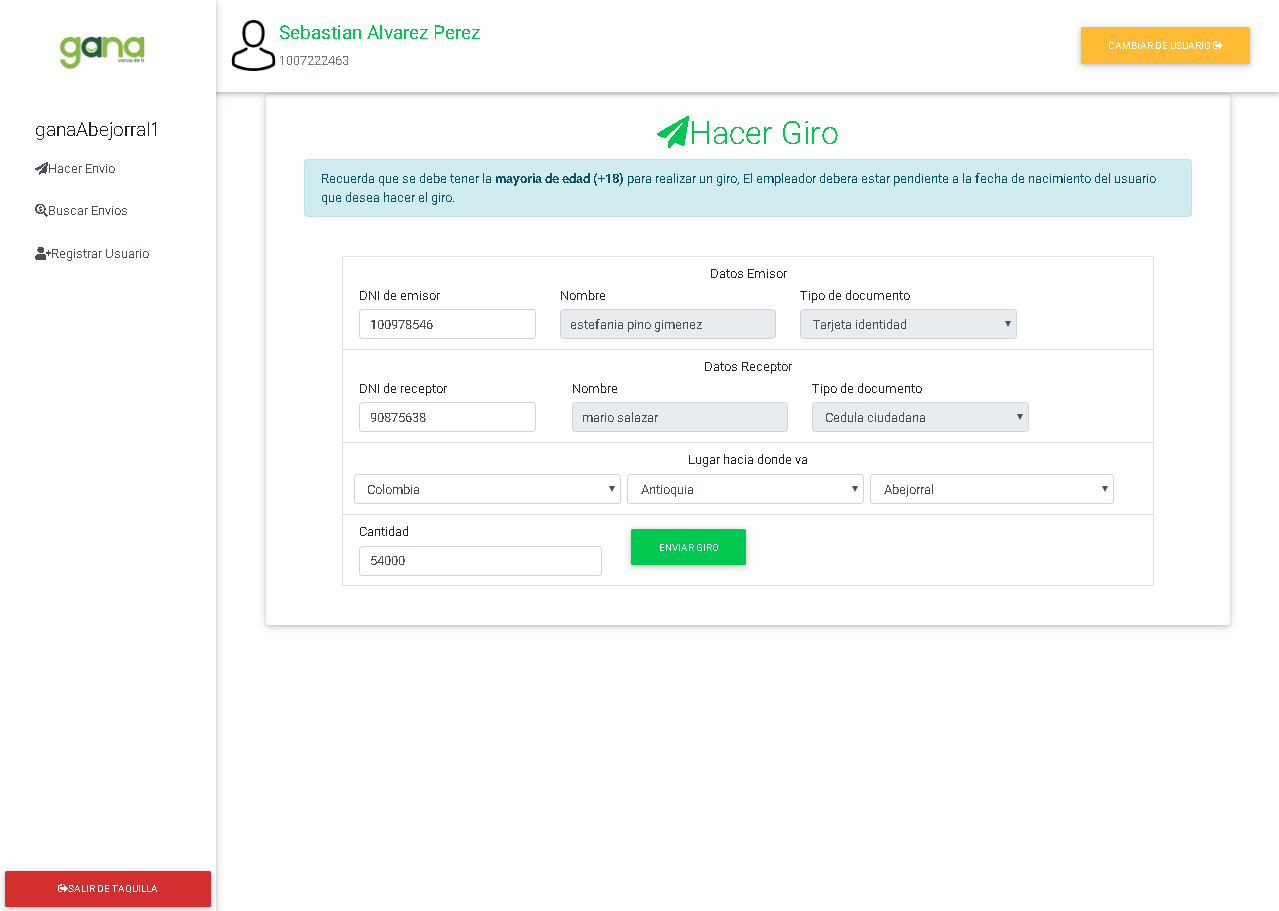 gana
Sebastian Alvarez Perez
1007222463
CAMBIAR DE USUARIO
ganaAbejorral1
Hacer Envio
Buscar Envios
Registrar Usuario
SALIR DE TAQUILLA
Hacer Giro
Recuerda que se debe tener la mayoria de edad (+18) para realizar un giro, El empleador debera estar pendiente a la fecha de nacimiento del usuario
que desea hacer el giro.
Datos Emisor
DNI de emisor Nombre Tipo de documento
100978546 estefania pino gimenez Tarjeta identidad
Datos Receptor
DNI de receptor Nombre Tipo de documento
90875638 mario salazar Cedula ciudadana
Lugar hacia donde va
Colombia Antioquia Abejorral
Cantidad
54000 ENVIAR GIRO